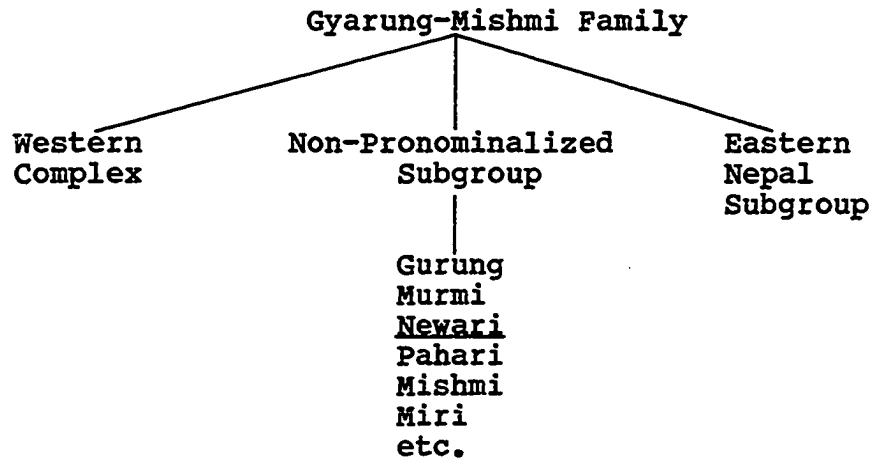 Gyarung-Mishmi Family
Western
Complex
Non-Pronominalized
Subgroup
Eastern
Nepal
Subgroup
Gurung
Murmi
Newari
Pahari
Mishmi
Miri
etc.